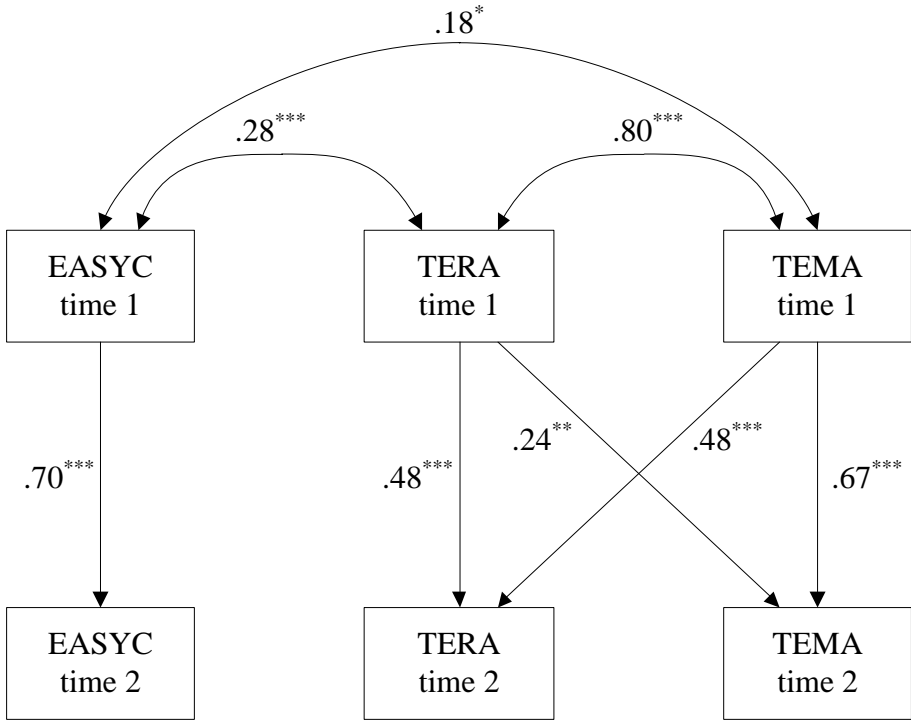 .18*
.28***
.80***
EASYC
time 1
TERA
time 1
TEMA
time 1
.70***
.48***
.24**
.48***
.67***
EASYC
time 2
TERA
time 2
TEMA
time 2